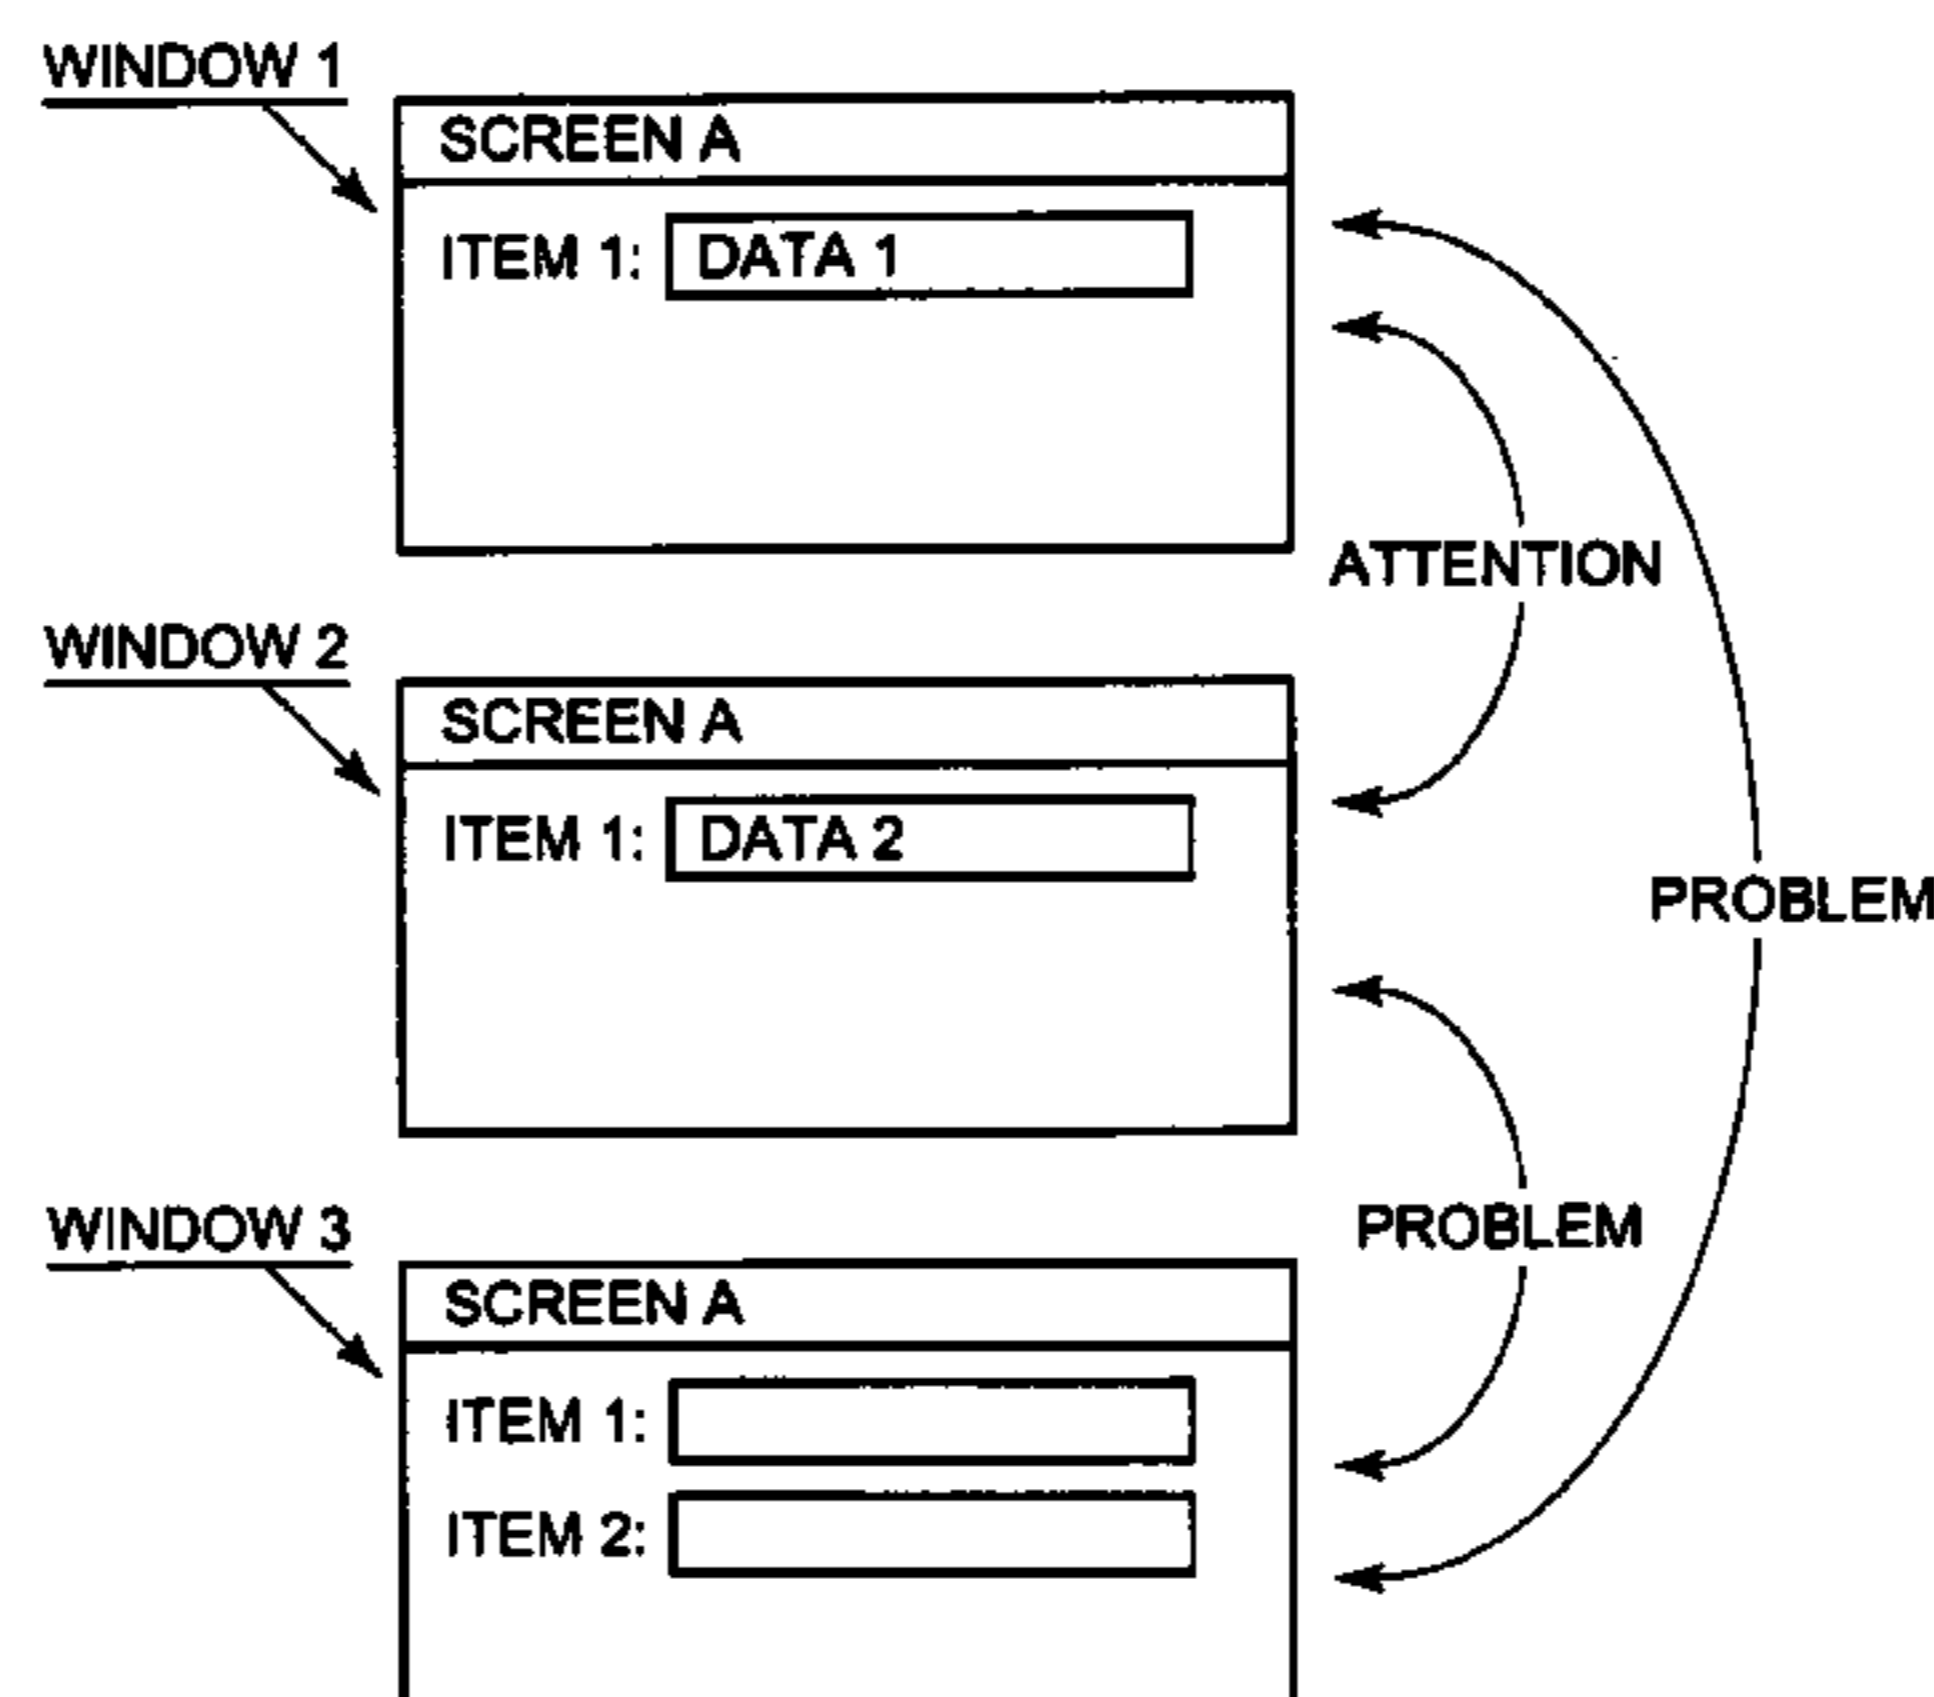 WINDOW 1
SCREEN A
ITEM 1: DATA 1
ATTENTION
WINDOW 2
SCREEN A
ITEM 1: DATA 2
PROBLEM
PROBLEM
WINDOW 3
SCREEN A
ITEM 1:
ITEM 2: